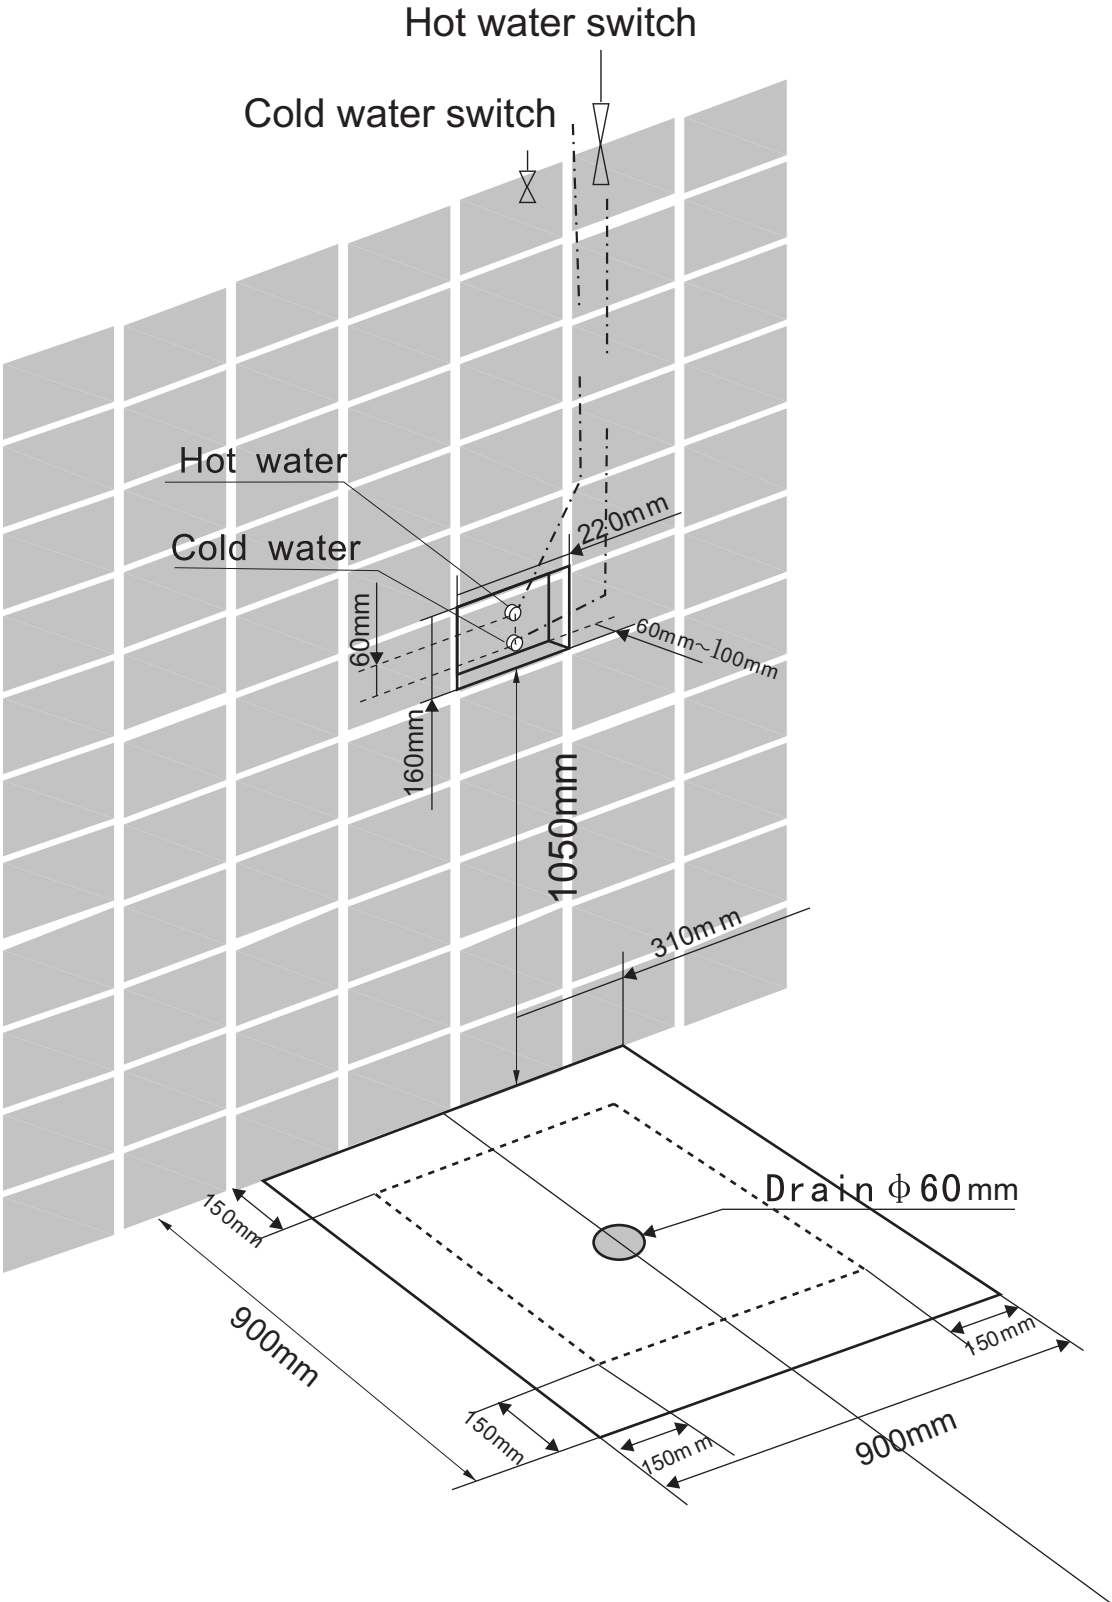 Hot water switch
Cold water switch
Hot water
220mm
Cold water
60mm
60mm~100mm
160mm
1050mm
310mm
Drain φ60mm
150mm
900mm
150mm
150mm
150mm
900mm